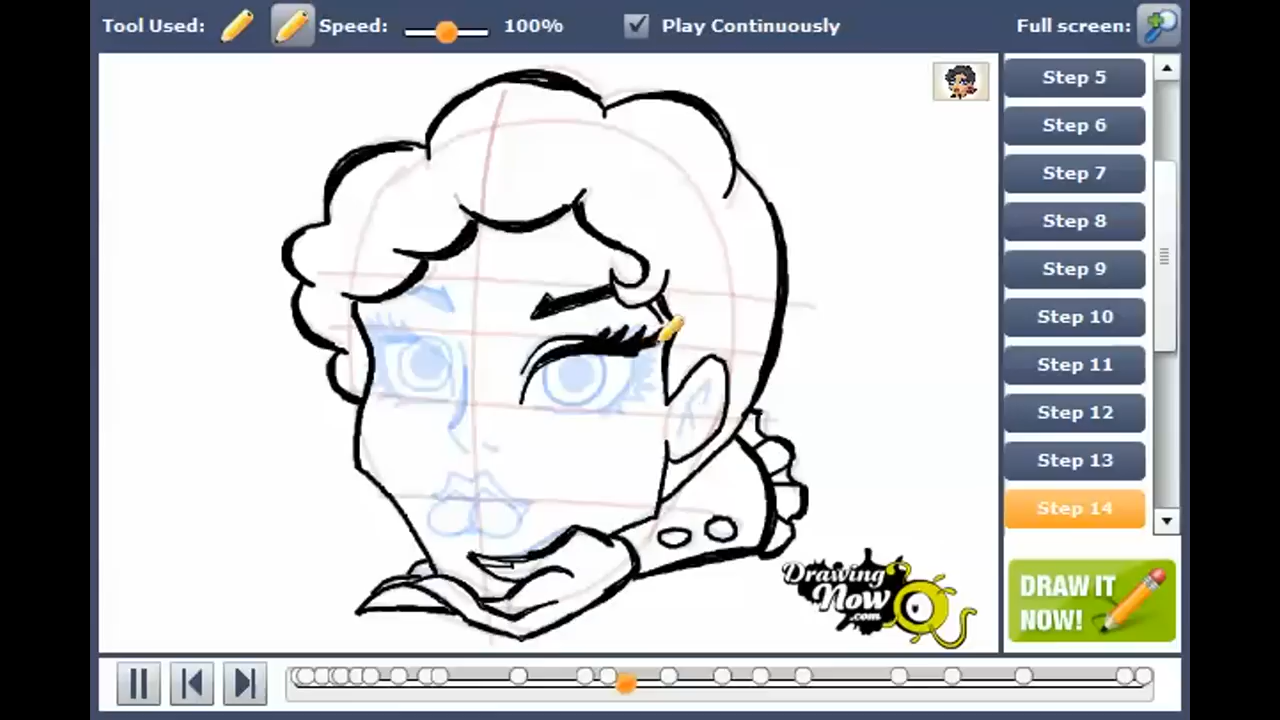 Tool Used: Speed: 100% Play Continuously Full screen:
Step 5
Step 6
Step 7
Step 8
Step 9
Step 10
Step 11
Step 12
Step 13
Step 14
DRAW IT
NOW!
Drawing
Now
.com